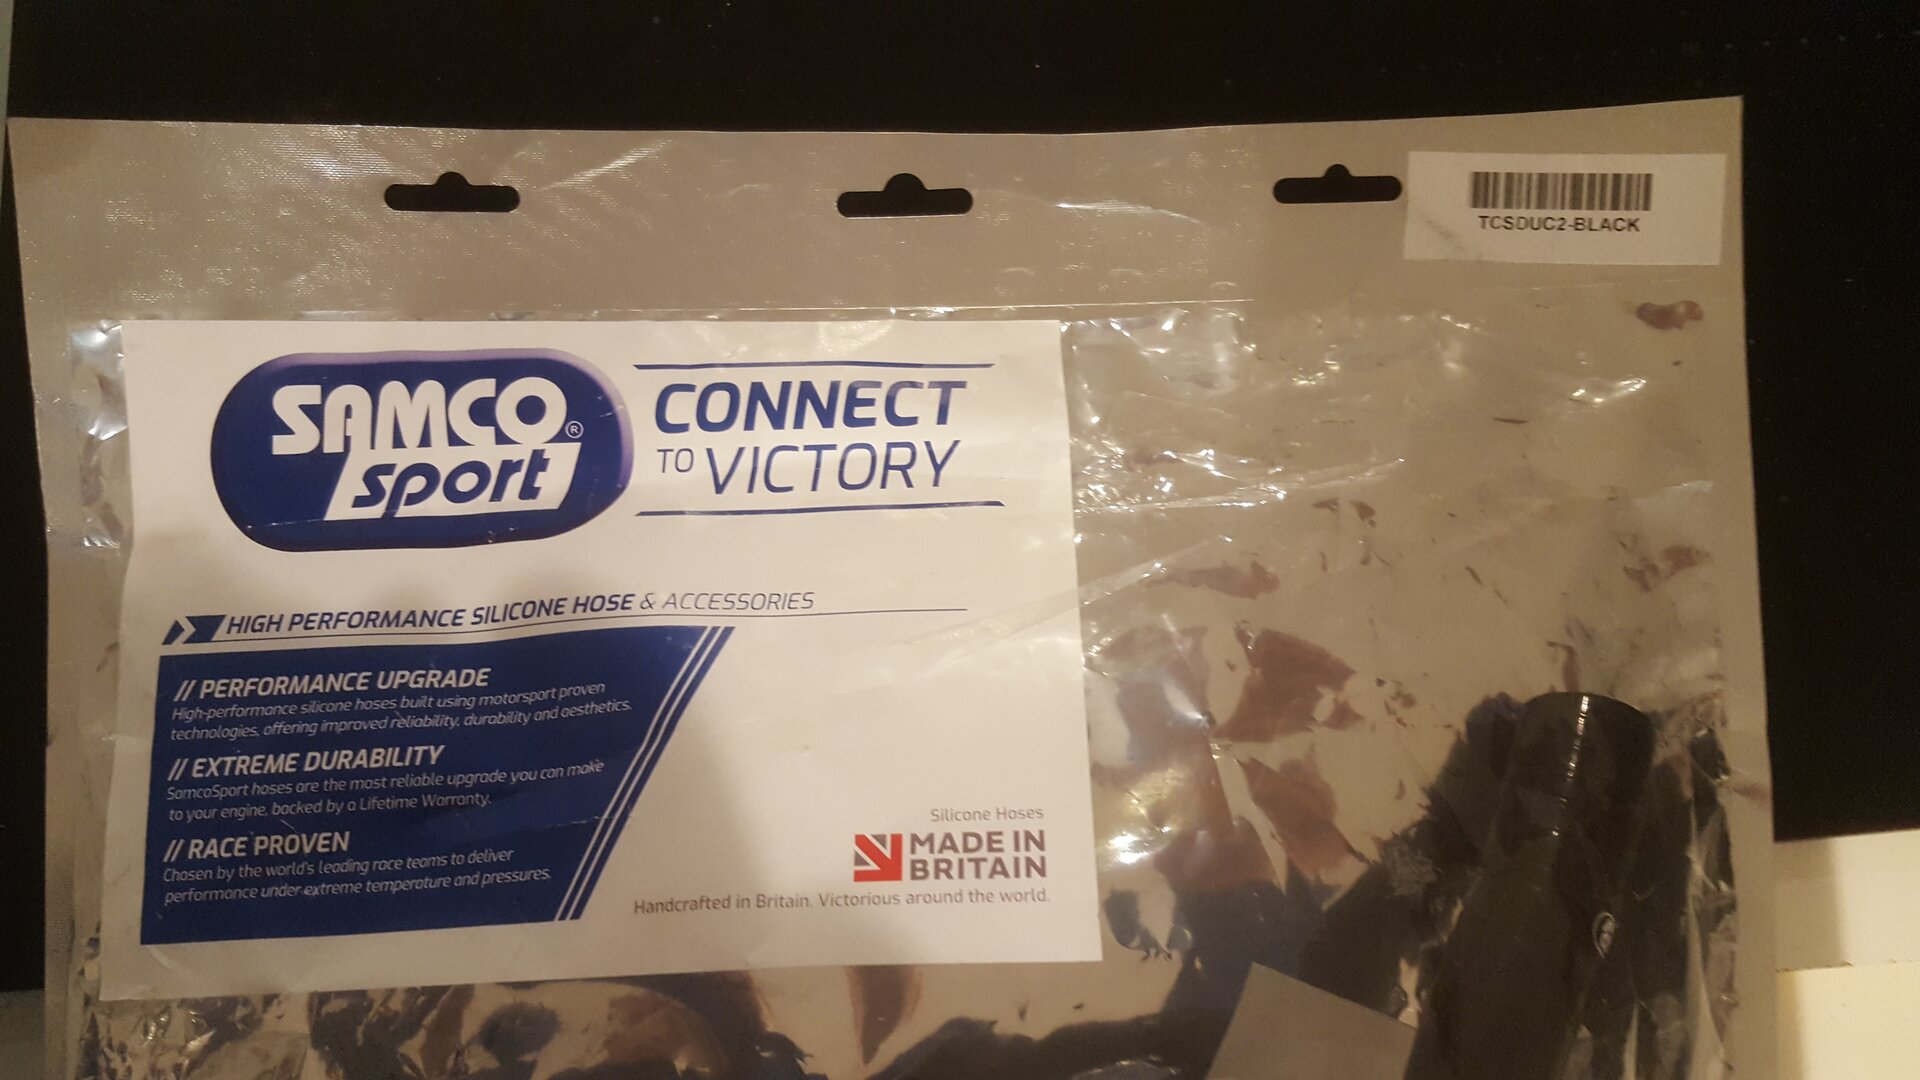 TCSDUC2-BLACK
SAMCO®
sport
CONNECT
TO VICTORY
HIGH PERFORMANCE SILICONE HOSE & ACCESSORIES
// PERFORMANCE UPGRADE
High-performance silicone hoses built using motorsport proven
technologies, offering improved reliability, durability and aesthetics.
// EXTREME DURABILITY
SamcoSport hoses are the most reliable upgrade you can make
to your engine, backed by a Lifetime Warranty.
// RACE PROVEN
Chosen by the world's leading race teams to deliver
performance under extreme temperature and pressures.
Silicone Hoses
MADE IN
BRITAIN
Handcrafted in Britain. Victorious around the world.